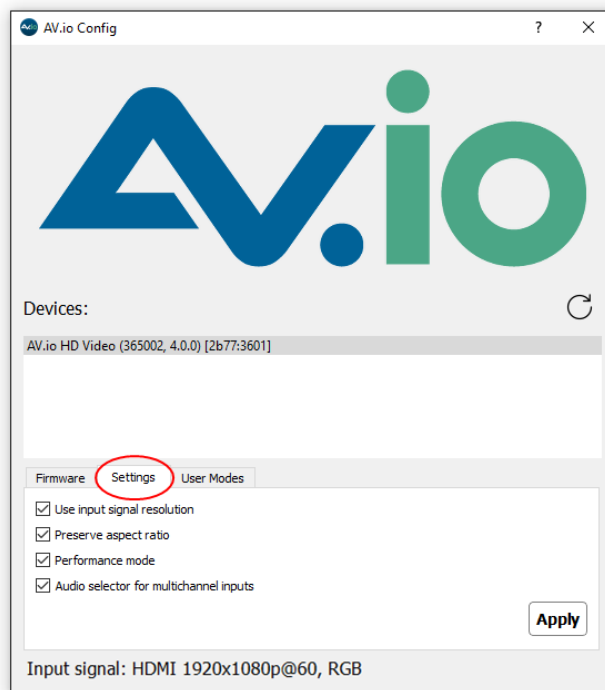 AV.io Config
AV.io
Devices:
AV.io HD Video (365002, 4.0.0) [2b77:3601]
Firmware Settings User Modes
Use input signal resolution
Preserve aspect ratio
Performance mode
Audio selector for multichannel inputs
Apply
Input signal: HDMI 1920x1080p@60, RGB